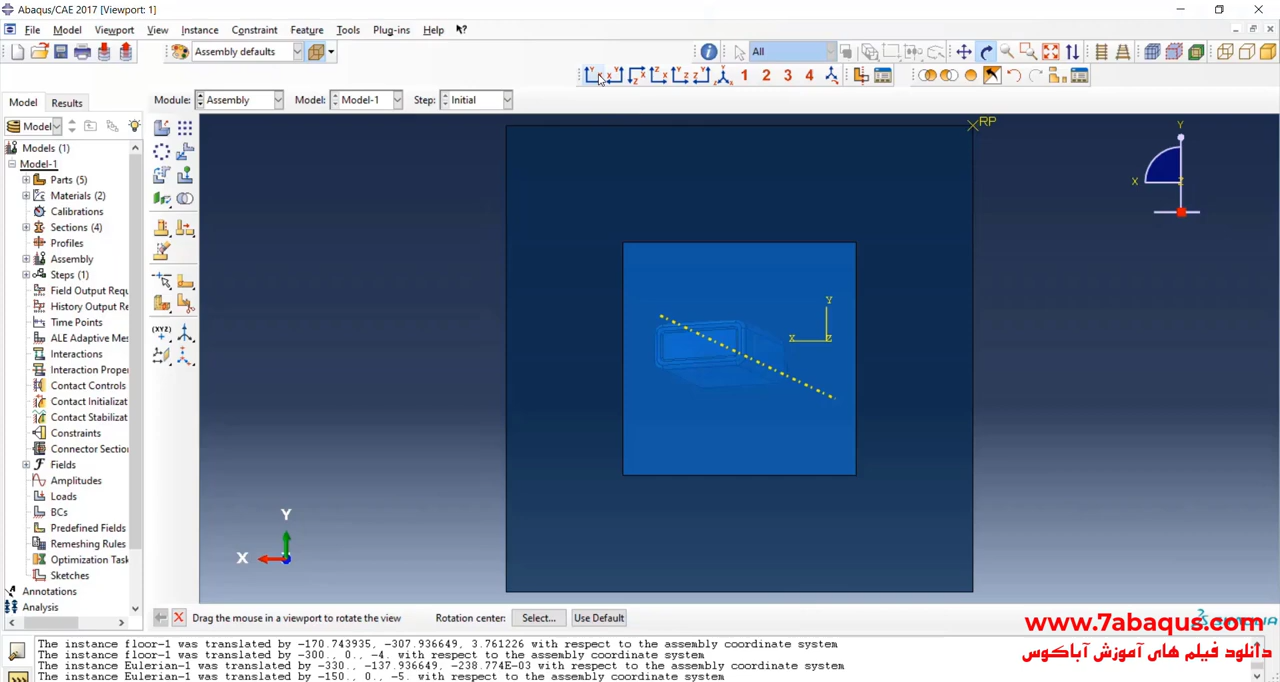 Abaqus/CAE 2017 [Viewport: 1]
File Model Viewport View Instance Constraint Feature Tools Plug-ins Help
Assembly defaults All
1 2 3 4
Model Results Module: Assembly Model: Model-1 Step: Initial
Model
Models (1)
Model-1
Parts (5)
Materials (2)
Calibrations
Sections (4)
Profiles
Assembly
Steps (1)
Field Output Requ
History Output Re
Time Points
ALE Adaptive Mes
Interactions
Interaction Proper
Contact Controls
Contact Initializat
Contact Stabilizat
Constraints
Connector Section
Fields
Amplitudes
Loads
BCs
Predefined Fields
Remeshing Rules
Optimization Task
Sketches
Annotations
Analysis
RP
Y
X Z
Y
X Z
Y
X
Drag the mouse in a viewport to rotate the view Rotation center: Select... Use Default
The instance floor-1 was translated by -170.743935, -307.936649, 3.761226 with respect to the assembly coordinate system
The instance floor-1 was translated by -300., 0., -4. with respect to the assembly coordinate system
The instance Eulerian-1 was translated by -330., -137.936649, -238.774E-03 with respect to the assembly coordinate system
The instance Eulerian-1 was translated by -150., 0., -5. with respect to the assembly coordinate system
www.7abaqus.com
دانلود فیلم های آموزش آباکوس